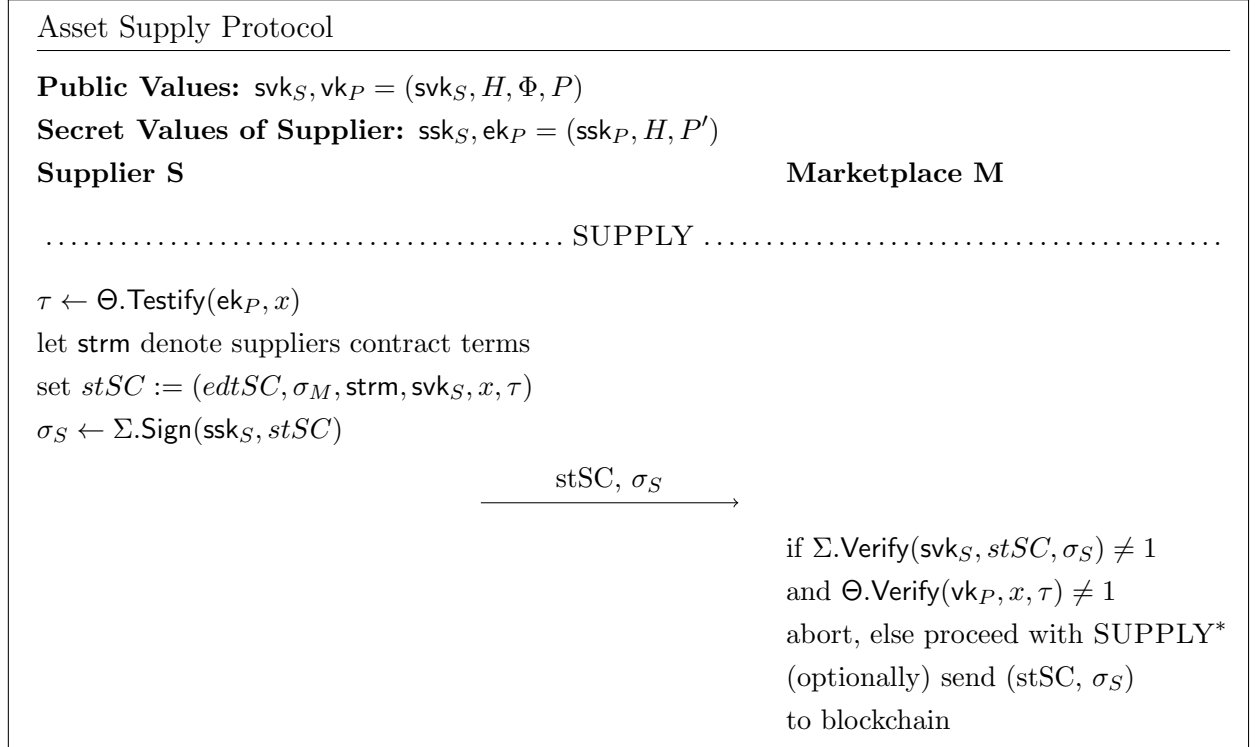 Asset Supply Protocol
Public Values: svk_S, vk_P = (svk_S, H, Φ, P)
Secret Values of Supplier: ssk_S, ek_P = (ssk_P, H, P′)
Supplier S Marketplace M
........................................ SUPPLY ........................................
τ ← Θ.Testify(ek_P, x)
let strm denote suppliers contract terms
set stSC := (edtSC, σ_M, strm, svk_S, x, τ)
σ_S ← Σ.Sign(ssk_S, stSC)
stSC, σ_S
if Σ.Verify(svk_S, stSC, σ_S) ≠ 1
and Θ.Verify(vk_P, x, τ) ≠ 1
abort, else proceed with SUPPLY*
(optionally) send (stSC, σ_S)
to blockchain